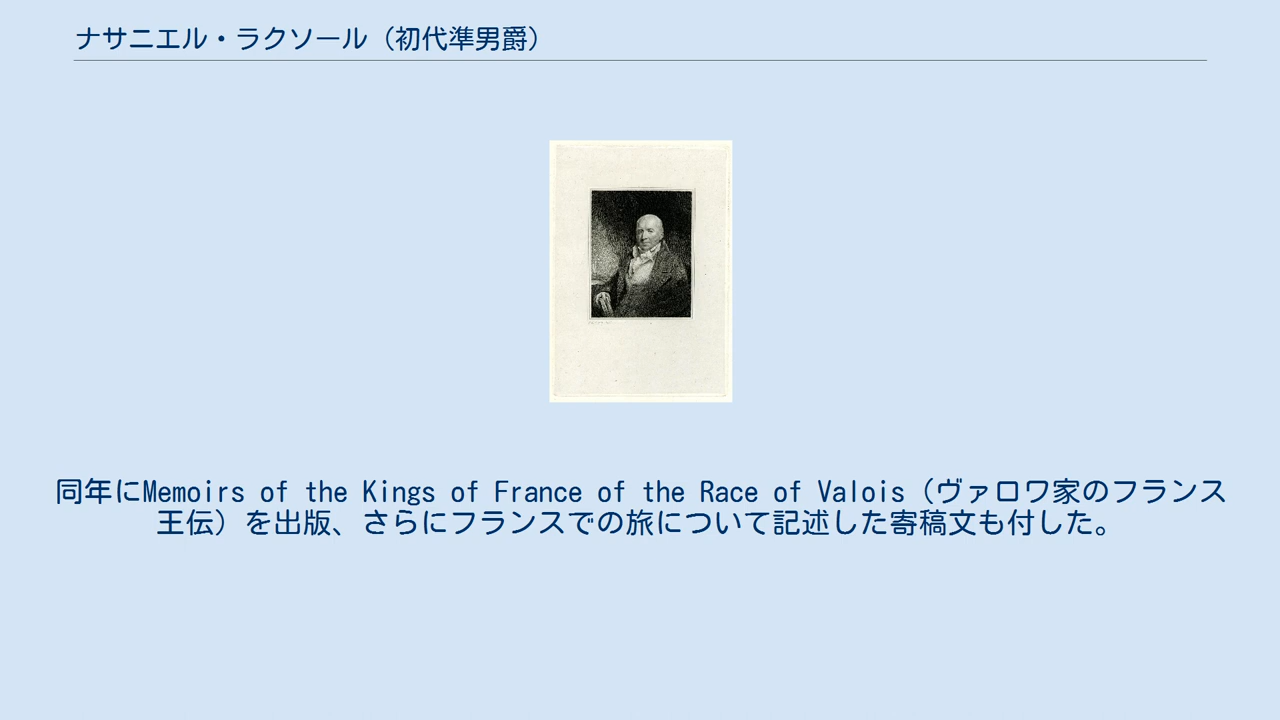 ナサニエル・ラクソール（初代準男爵）
同年にMemoirs of the Kings of France of the Race of Valois（ヴァロワ家のフランス
王伝）を出版、さらにフランスでの旅について記述した寄稿文も付した。